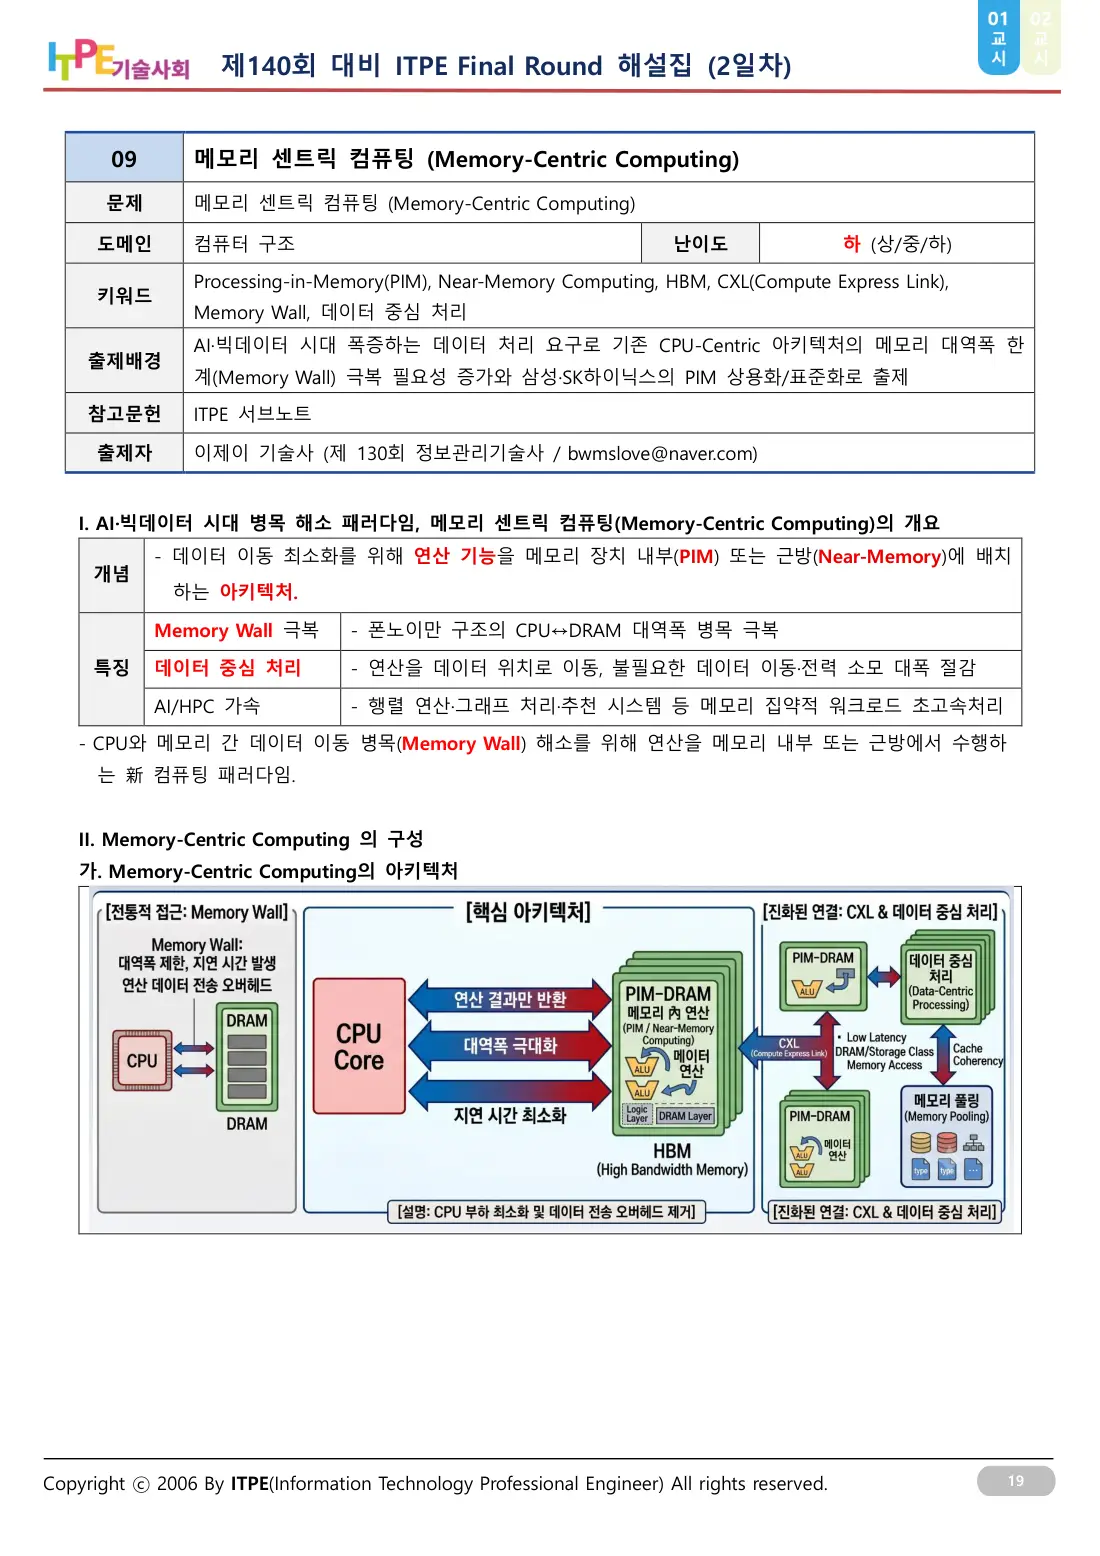 01
교
시
02
교
시
ITPE기술사회 제140회 대비 ITPE Final Round 해설집 (2일차)
09 메모리 센트릭 컴퓨팅 (Memory-Centric Computing)
문제 메모리 센트릭 컴퓨팅 (Memory-Centric Computing)
도메인 컴퓨터 구조 난이도 하 (상/중/하)
키워드 Processing-in-Memory(PIM), Near-Memory Computing, HBM, CXL(Compute Express Link),
Memory Wall, 데이터 중심 처리
출제배경 AI·빅데이터 시대 폭증하는 데이터 처리 요구로 기존 CPU-Centric 아키텍처의 메모리 대역폭 한
계(Memory Wall) 극복 필요성 증가와 삼성·SK하이닉스의 PIM 상용화/표준화로 출제
참고문헌 ITPE 서브노트
출제자 이제이 기술사 (제 130회 정보관리기술사 / bwmslove@naver.com)
I. AI·빅데이터 시대 병목 해소 패러다임, 메모리 센트릭 컴퓨팅(Memory-Centric Computing)의 개요
개념 - 데이터 이동 최소화를 위해 연산 기능을 메모리 장치 내부(PIM) 또는 근방(Near-Memory)에 배치
하는 아키텍처.
특징 Memory Wall 극복 - 폰노이만 구조의 CPU↔DRAM 대역폭 병목 극복
데이터 중심 처리 - 연산을 데이터 위치로 이동, 불필요한 데이터 이동·전력 소모 대폭 절감
AI/HPC 가속 - 행렬 연산·그래프 처리·추천 시스템 등 메모리 집약적 워크로드 초고속처리
- CPU와 메모리 간 데이터 이동 병목(Memory Wall) 해소를 위해 연산을 메모리 내부 또는 근방에서 수행하
는 新 컴퓨팅 패러다임.
II. Memory-Centric Computing 의 구성
가. Memory-Centric Computing의 아키텍처
[전통적 접근: Memory Wall]
Memory Wall:
대역폭 제한, 지연 시간 발생
연산 데이터 전송 오버헤드
CPU
DRAM
DRAM
[핵심 아키텍처]
CPU
Core
연산 결과만 반환
대역폭 극대화
지연 시간 최소화
PIM-DRAM
메모리 內 연산
(PIM / Near-Memory
Computing)
메이터
연산
ALU
ALU
Logic
Layer
DRAM Layer
HBM
(High Bandwidth Memory)
[설명: CPU 부하 최소화 및 데이터 전송 오버헤드 제거]
[진화된 연결: CXL & 데이터 중심 처리]
PIM-DRAM
ALU
데이터 중심
처리
(Data-Centric
Processing)
CXL
(Compute Express Link)
• Low Latency
DRAM/Storage Class
Memory Access
Cache
Coherency
PIM-DRAM
메이터
연산
ALU
ALU
메모리 풀링
(Memory Pooling)
type
type
...
[진화된 연결: CXL & 데이터 중심 처리]
Copyright ⓒ 2006 By ITPE(Information Technology Professional Engineer) All rights reserved.
19